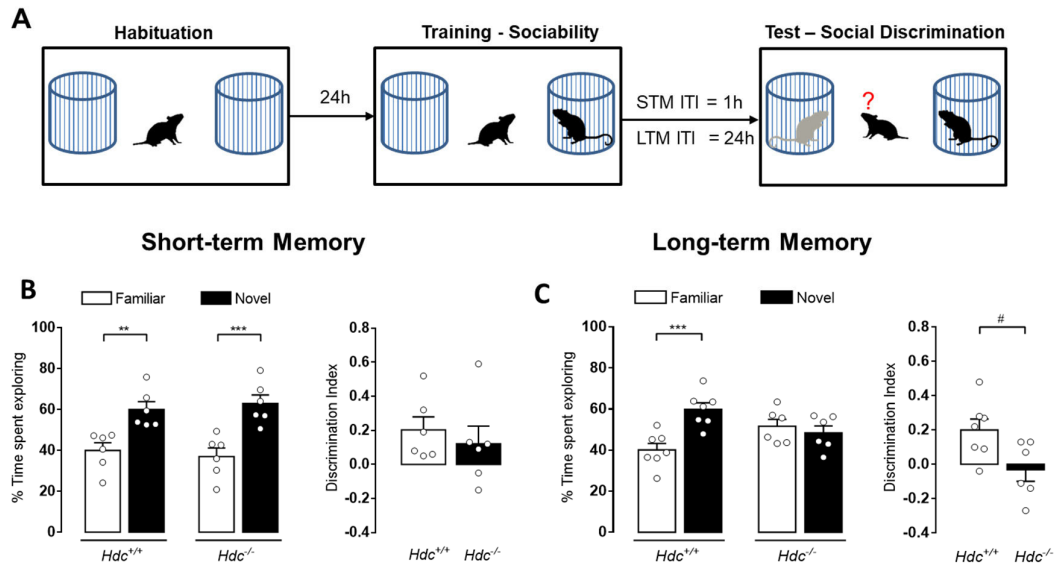 A
Habituation
Training - Sociability
Test – Social Discrimination
24h
STM ITI = 1h
LTM ITI = 24h
?
Short-term Memory
Long-term Memory
B
Familiar
Novel
% Time spent exploring
100
80
60
40
20
0
**
***
Hdc+/+
Hdc-/-
Discrimination Index
0.8
0.6
0.4
0.2
0.0
-0.2
-0.4
Hdc+/+
Hdc-/-
C
Familiar
Novel
% Time spent exploring
100
80
60
40
20
0
***
Hdc+/+
Hdc-/-
Discrimination Index
0.8
0.6
0.4
0.2
0.0
-0.2
-0.4
#
Hdc+/+
Hdc-/-